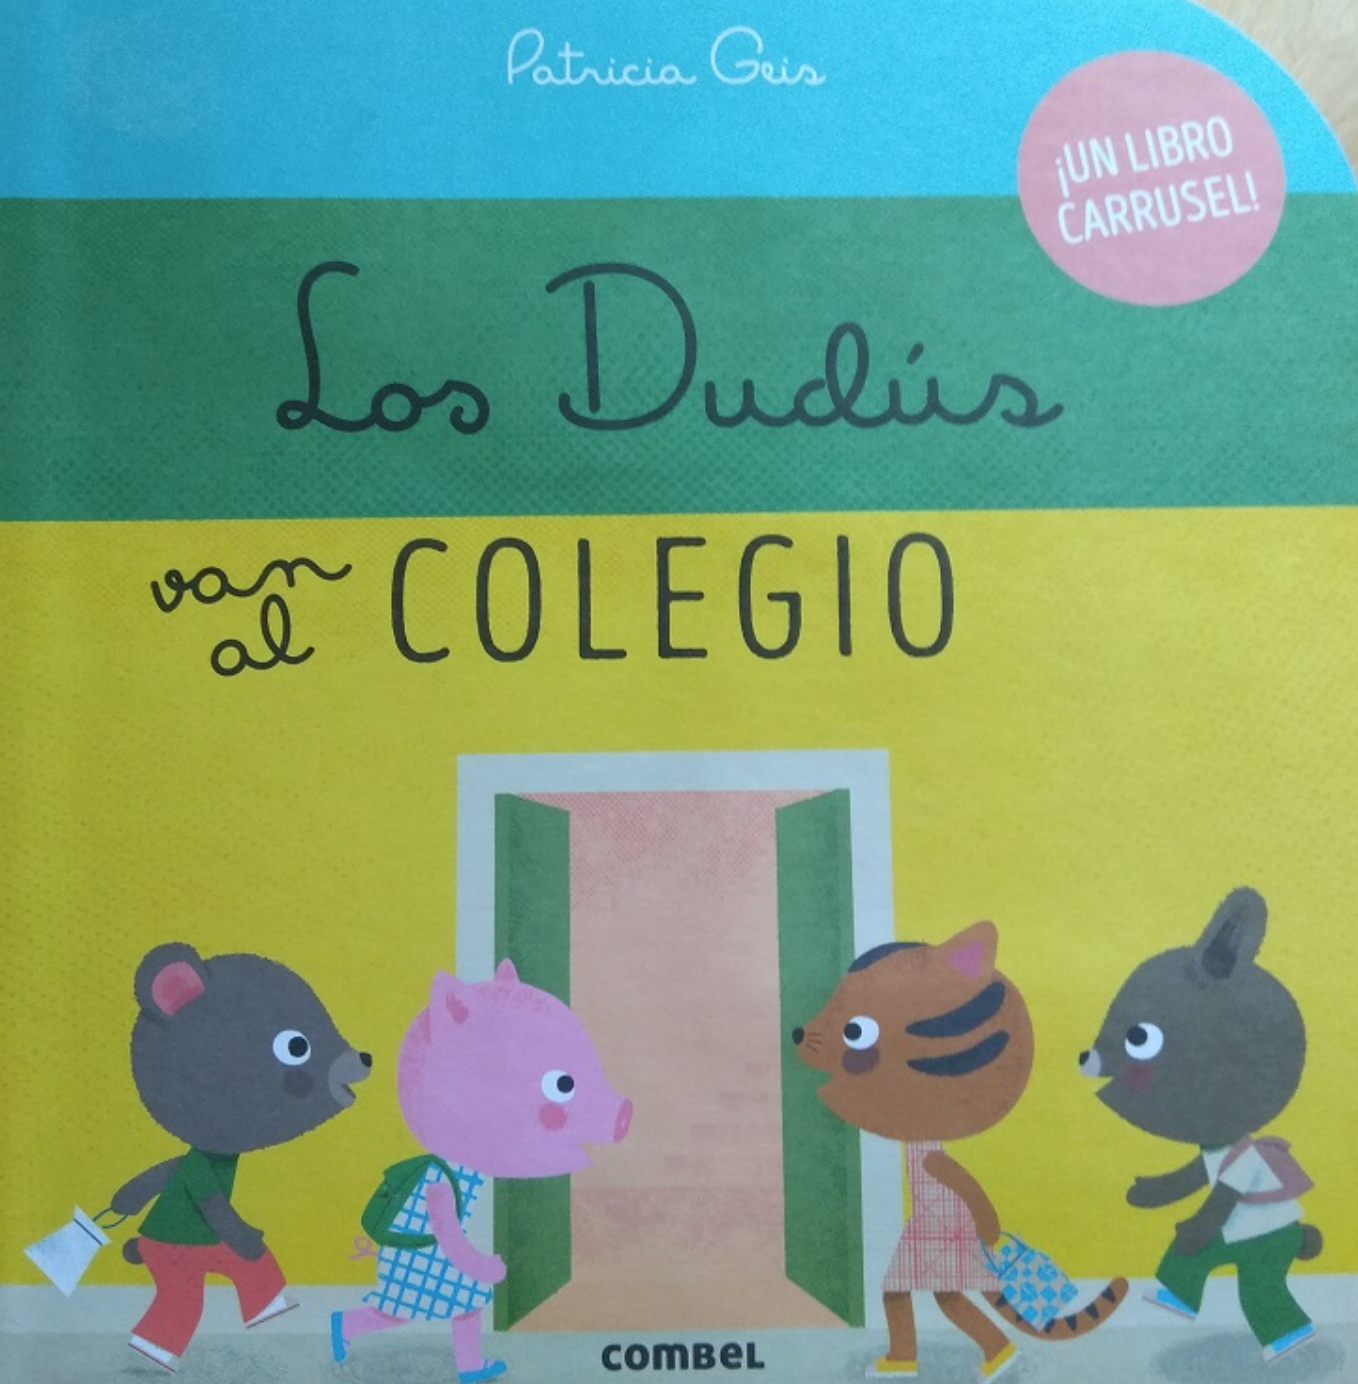 Patricia Geis
¡UN LIBRO
CARRUSEL!
Los Dudús
van
al COLEGIO
COMBEL